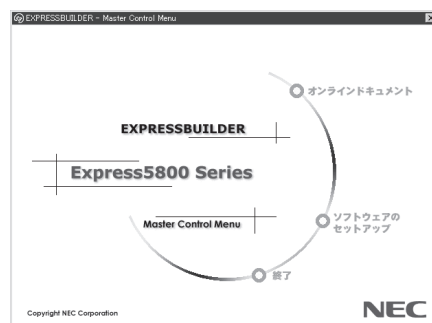 EXPRESSBUILDER - Master Control Menu
オンラインドキュメント
EXPRESSBUILDER
Express5800 Series
Master Control Menu
ソフトウェアの
セットアップ
終了
Copyright NEC Corporation
NEC